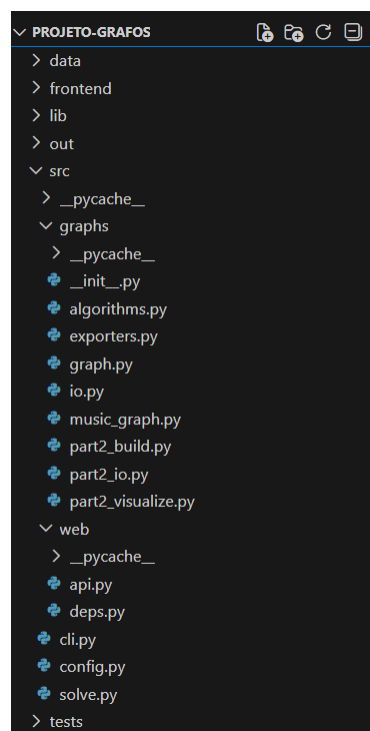 PROJETO-GRAFOS
data
frontend
lib
out
src
__pycache__
graphs
__pycache__
__init__.py
algorithms.py
exporters.py
graph.py
io.py
music_graph.py
part2_build.py
part2_io.py
part2_visualize.py
web
__pycache__
api.py
deps.py
cli.py
config.py
solve.py
tests